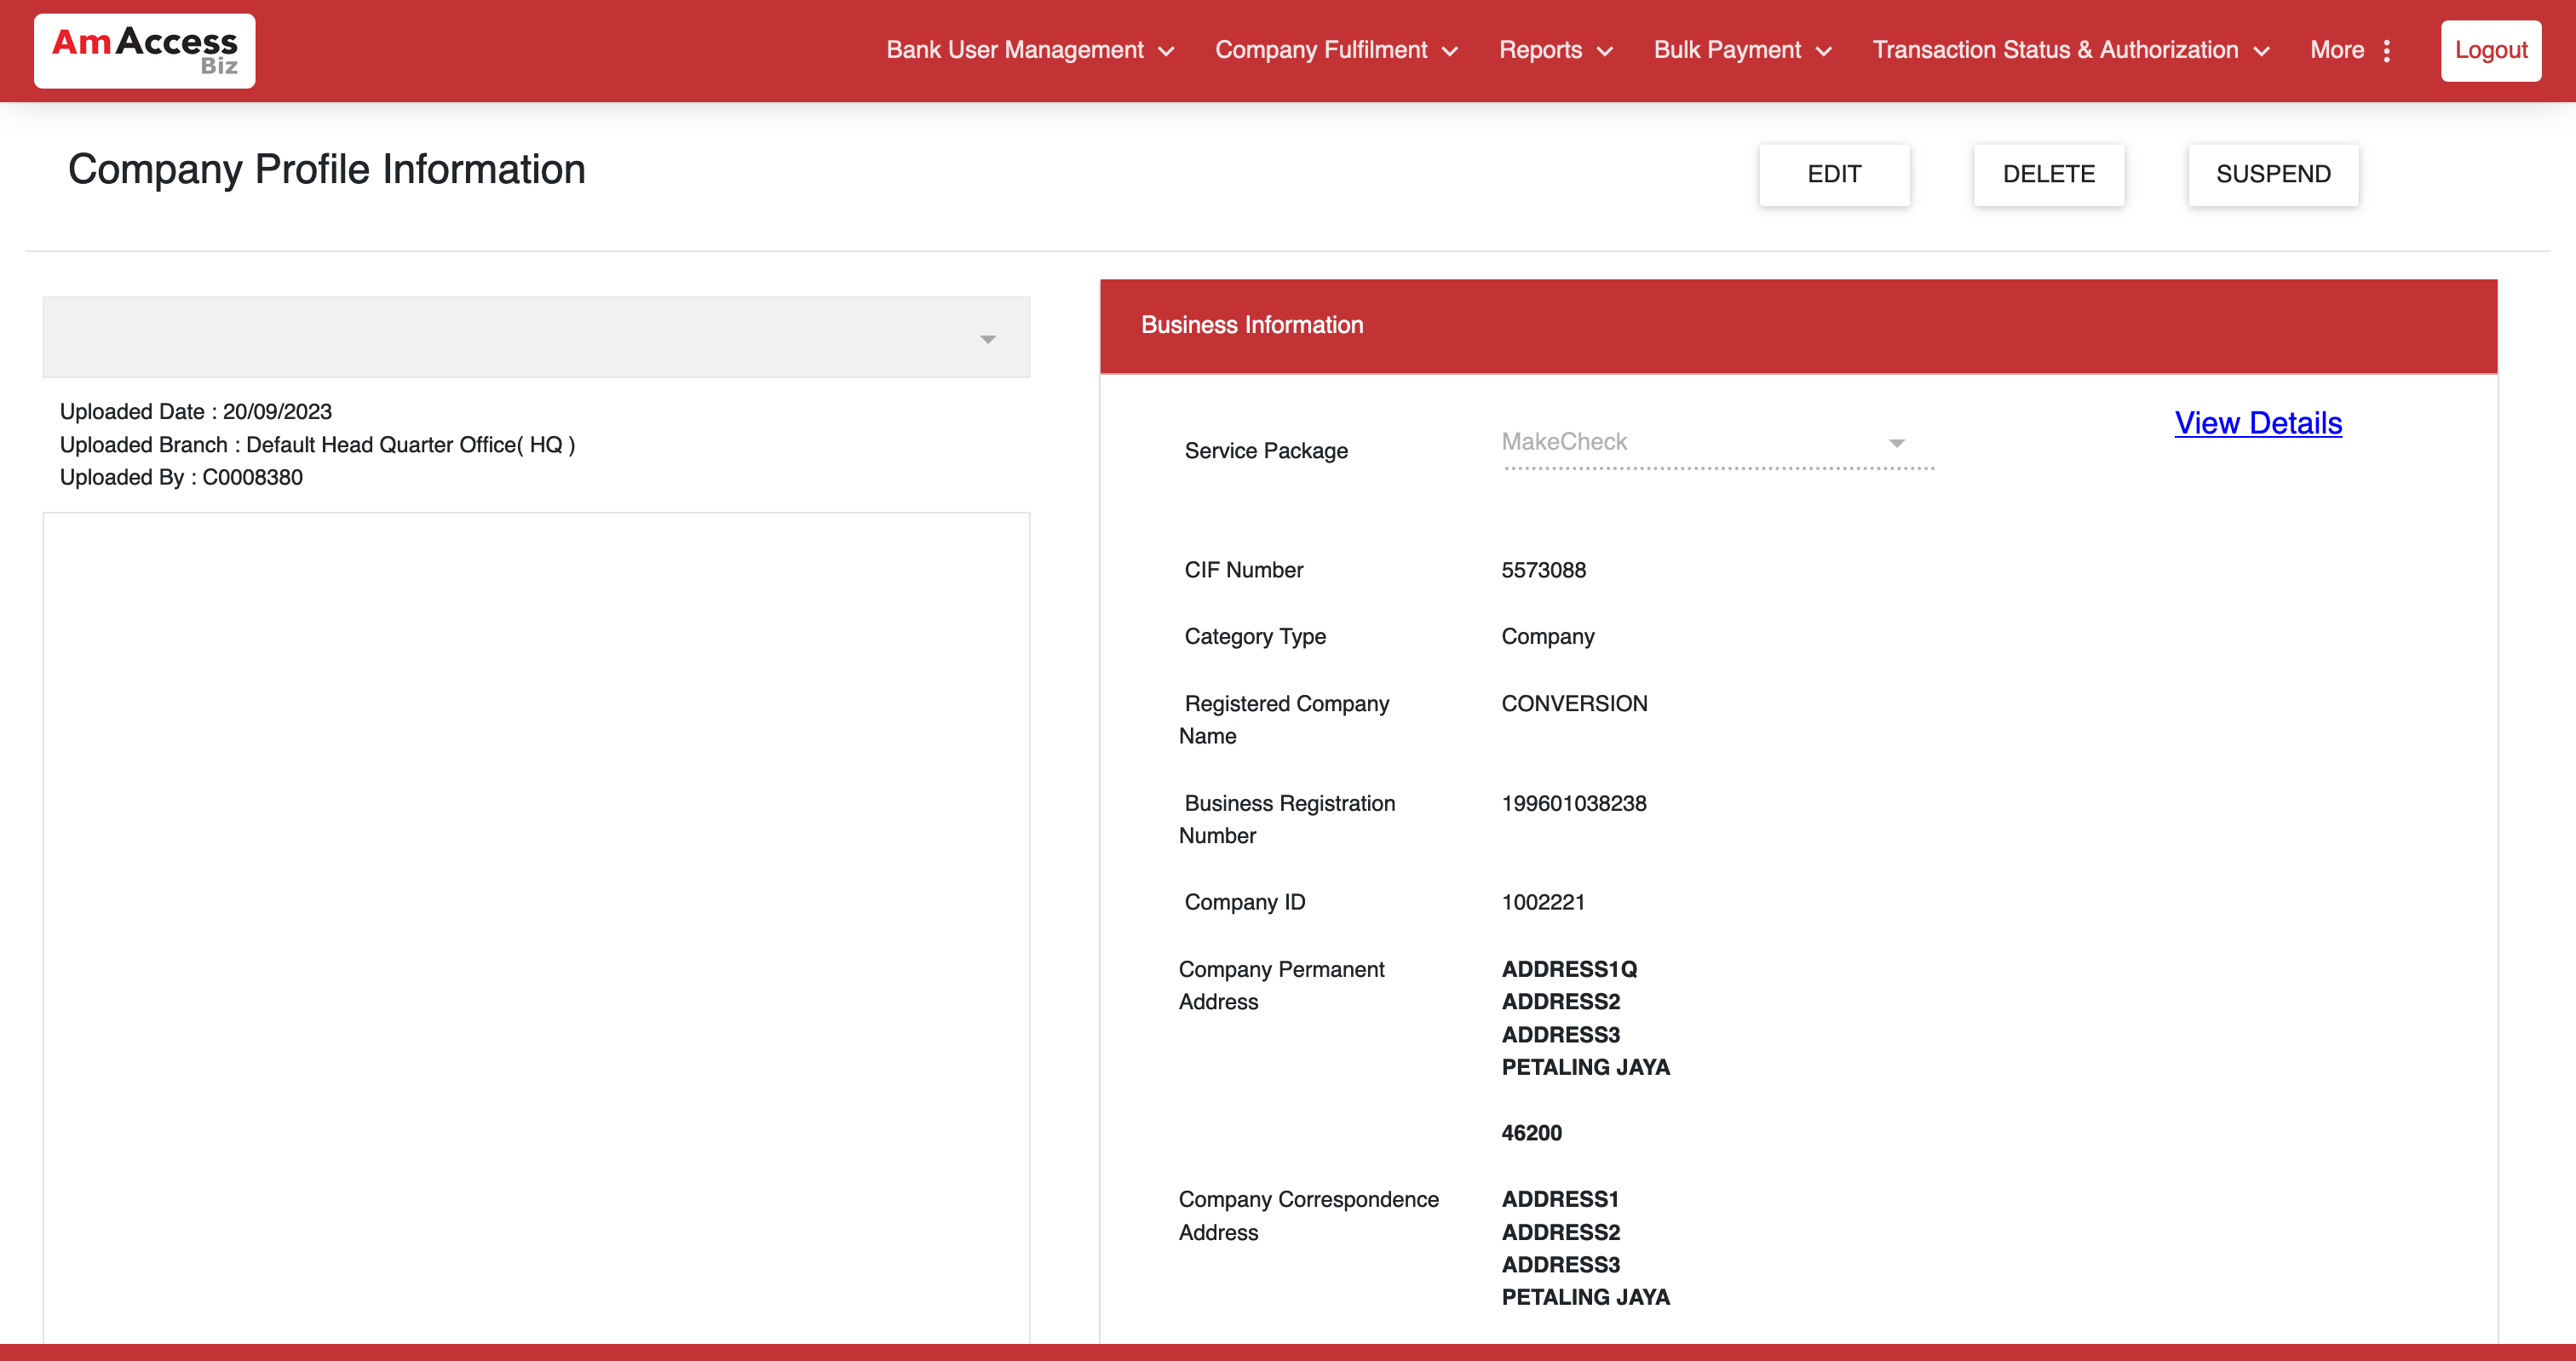 AmAccess
Biz
Bank User Management
Company Fulfilment
Reports
Bulk Payment
Transaction Status & Authorization
More
Logout
Company Profile Information
EDIT
DELETE
SUSPEND
Uploaded Date : 20/09/2023
Uploaded Branch : Default Head Quarter Office( HQ )
Uploaded By : C0008380
Business Information
Service Package
MakeCheck
View Details
CIF Number
5573088
Category Type
Company
Registered Company
Name
CONVERSION
Business Registration
Number
199601038238
Company ID
1002221
Company Permanent
Address
ADDRESS1Q
ADDRESS2
ADDRESS3
PETALING JAYA
46200
Company Correspondence
Address
ADDRESS1
ADDRESS2
ADDRESS3
PETALING JAYA